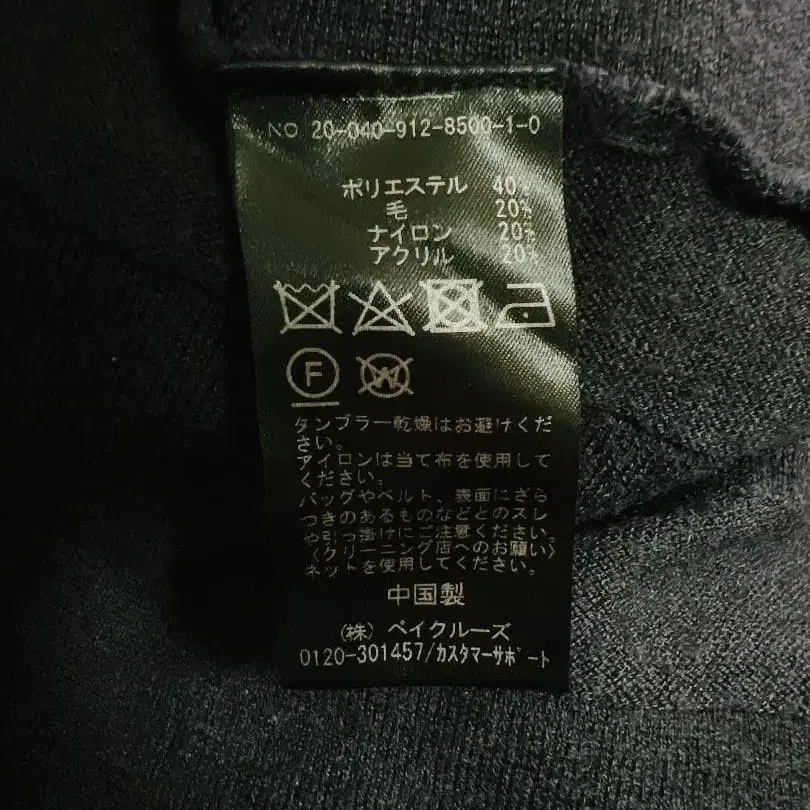 NO 20-040-912-8500-1-0
ポリエステル 40%
毛 20%
ナイロン 20%
アクリル 20%
F
W
タンブラー乾燥はお避けくだ
さい。
アイロンは当て布を使用して
ください。
バッグやベルト、表面にざら
つきのあるものなどとのスレ
や引っ掛けにご注意ください。
〈クリーニング店へのお願い〉
ネットを使用してください。
中国製
(株) ベイクルーズ
0120-301457/カスタマーサポート